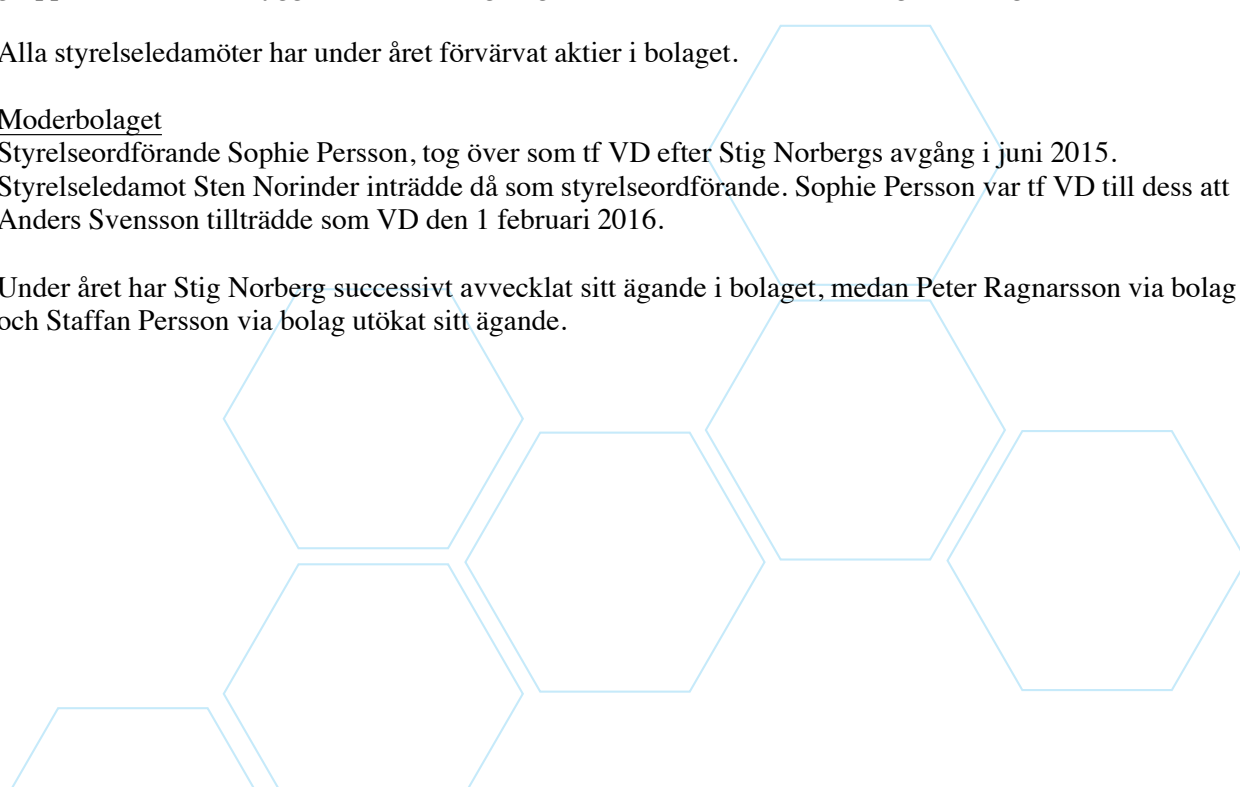 Alla styrelseledamöter har under året förvärvat aktier i bolaget.
Moderbolaget
Styrelseordförande Sophie Persson, tog över som tf VD efter Stig Norbergs avgång i juni 2015.
Styrelseledamot Sten Norinder inträdde då som styrelseordförande. Sophie Persson var tf VD till dess att
Anders Svensson tillträdde som VD den 1 februari 2016.
Under året har Stig Norberg successivt avvecklat sitt ägande i bolaget, medan Peter Ragnarsson via bolag
och Staffan Persson via bolag utökat sitt ägande.